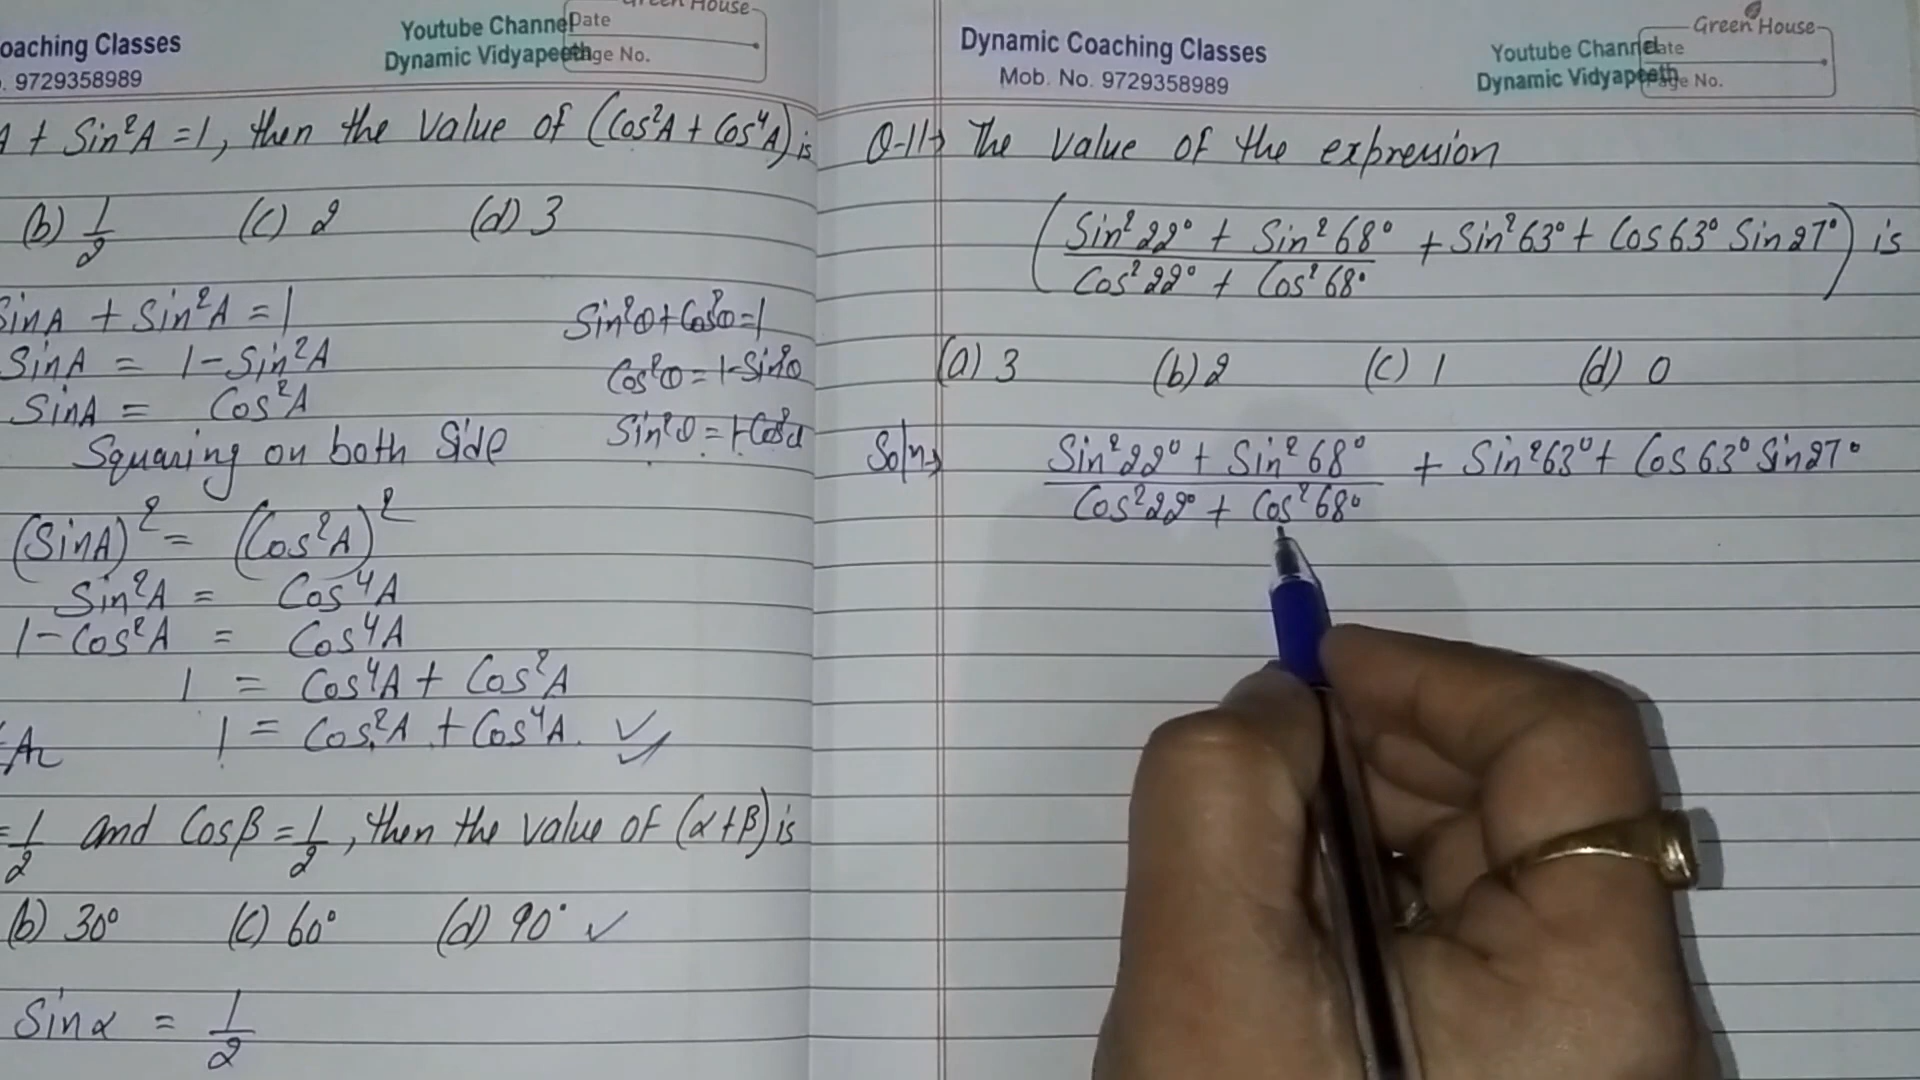 oaching Classes
. 9729358989
Youtube Channel
Dynamic Vidyapeeth
Green House
Date
ge No.
A + Sin²A = 1, then the value of (Cos²A + Cos⁴A) is
(b) 1/2 (c) 2 (d) 3
SinA + Sin²A = 1
SinA = 1 - Sin²A
SinA = Cos²A
Sin²θ + Cos²θ = 1
Cos²θ = 1 - Sin²θ
Sin²θ = 1 - Cos²θ
Squaring on both Side
(SinA)² = (Cos²A)²
Sin²A = Cos⁴A
1 - Cos²A = Cos⁴A
1 = Cos⁴A + Cos²A
1 = Cos²A + Cos⁴A
= 1/2 and Cosβ = 1/2, then the value of (α+β) is
(b) 30° (c) 60° (d) 90° ✓
Sinα = 1/2
Dynamic Coaching Classes
Mob. No. 9729358989
Youtube Channel
Dynamic Vidyapeeth
Green House
ate
ge No.
Q-11→ The value of the expression
(Sin²22° + Sin²68° / Cos²22° + Cos²68° + Sin²63° + Cos63° Sin27°) is
(a) 3 (b) 2 (c) 1 (d) 0
Soln→ Sin²22° + Sin²68° / Cos²22° + Cos²68° + Sin²63° + Cos63° Sin27°